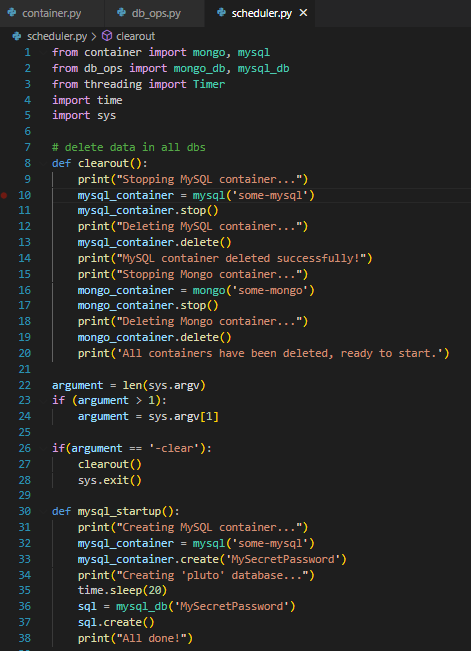 container.py db_ops.py scheduler.py ×
scheduler.py > clearout
1 from container import mongo, mysql
2 from db_ops import mongo_db, mysql_db
3 from threading import Timer
4 import time
5 import sys
6
7 # delete data in all dbs
8 def clearout():
9     print("Stopping MySQL container...")
10     mysql_container = mysql('some-mysql')
11     mysql_container.stop()
12     print("Deleting MySQL container...")
13     mysql_container.delete()
14     print("MySQL container deleted successfully!")
15     print("Stopping Mongo container...")
16     mongo_container = mongo('some-mongo')
17     mongo_container.stop()
18     print("Deleting Mongo container...")
19     mongo_container.delete()
20     print('All containers have been deleted, ready to start.')
21
22 argument = len(sys.argv)
23 if (argument > 1):
24     argument = sys.argv[1]
25
26 if(argument == '-clear'):
27     clearout()
28     sys.exit()
29
30 def mysql_startup():
31     print("Creating MySQL container...")
32     mysql_container = mysql('some-mysql')
33     mysql_container.create('MySecretPassword')
34     print("Creating 'pluto' database...")
35     time.sleep(20)
36     sql = mysql_db('MySecretPassword')
37     sql.create()
38     print("All done!")